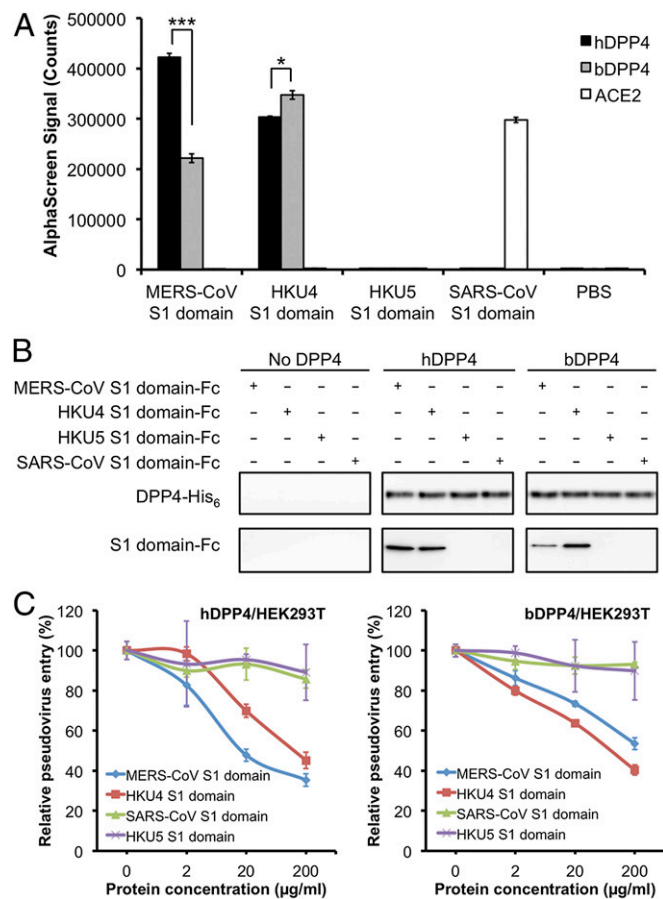 A
AlphaScreen Signal (Counts)
500000
400000
300000
200000
100000
0
***
*
hDPP4
bDPP4
ACE2
MERS-CoV S1 domain
HKU4 S1 domain
HKU5 S1 domain
SARS-CoV S1 domain
PBS
B
No DPP4 hDPP4 bDPP4
MERS-CoV S1 domain-Fc + – – – + – – – + – – –
HKU4 S1 domain-Fc – + – – – + – – – + – –
HKU5 S1 domain-Fc – – + – – – + – – – + –
SARS-CoV S1 domain-Fc – – – + – – – + – – – +
DPP4-His6
S1 domain-Fc
C
hDPP4/HEK293T
Relative pseudovirus entry (%)
120
100
80
60
40
20
0
MERS-CoV S1 domain
HKU4 S1 domain
SARS-CoV S1 domain
HKU5 S1 domain
0 2 20 200
Protein concentration (μg/ml)
bDPP4/HEK293T
Relative pseudovirus entry (%)
120
100
80
60
40
20
0
MERS-CoV S1 domain
HKU4 S1 domain
SARS-CoV S1 domain
HKU5 S1 domain
0 2 20 200
Protein concentration (μg/ml)